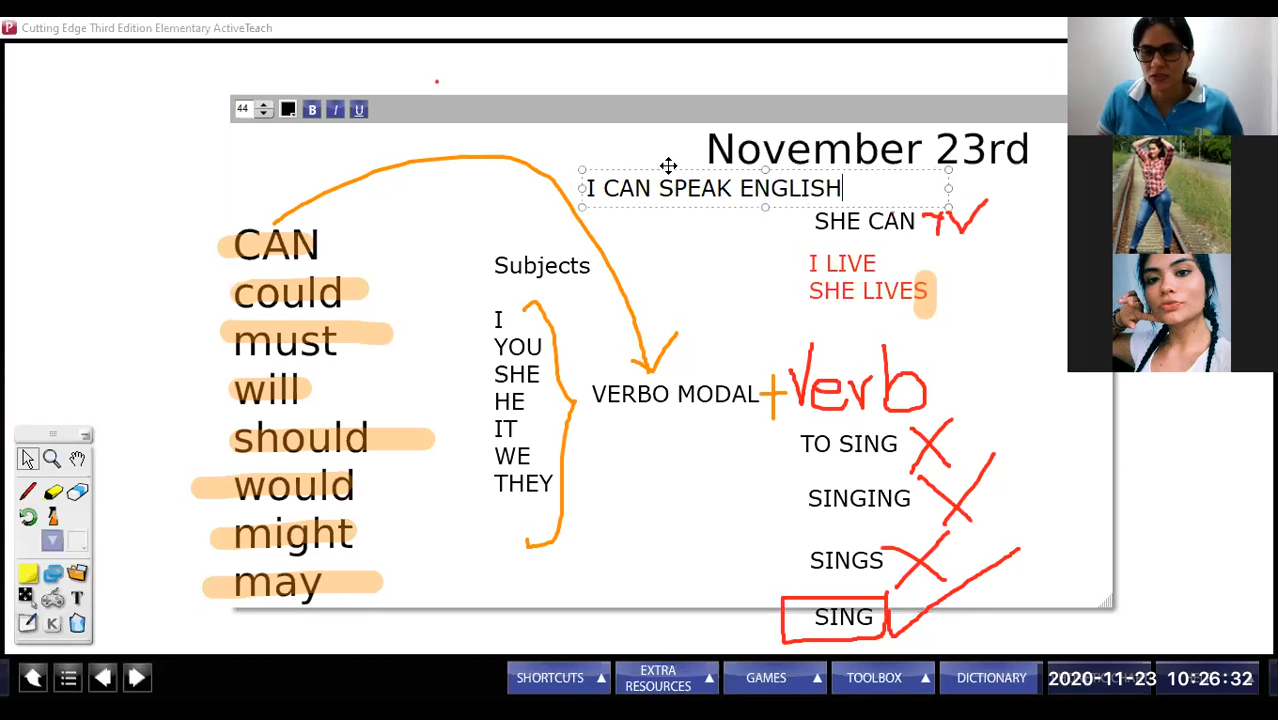 Cutting Edge Third Edition Elementary ActiveTeach
44 B I U
November 23rd
I CAN SPEAK ENGLISH
SHE CAN
I LIVE
SHE LIVES
CAN
could
must
will
should
would
might
may
Subjects
I
YOU
SHE
HE
IT
WE
THEY
VERBO MODAL + Verb
TO SING
SINGING
SINGS
SING
T
K
SHORTCUTS
EXTRA
RESOURCES
GAMES
TOOLBOX
DICTIONARY
2020-11-23 10:26:32